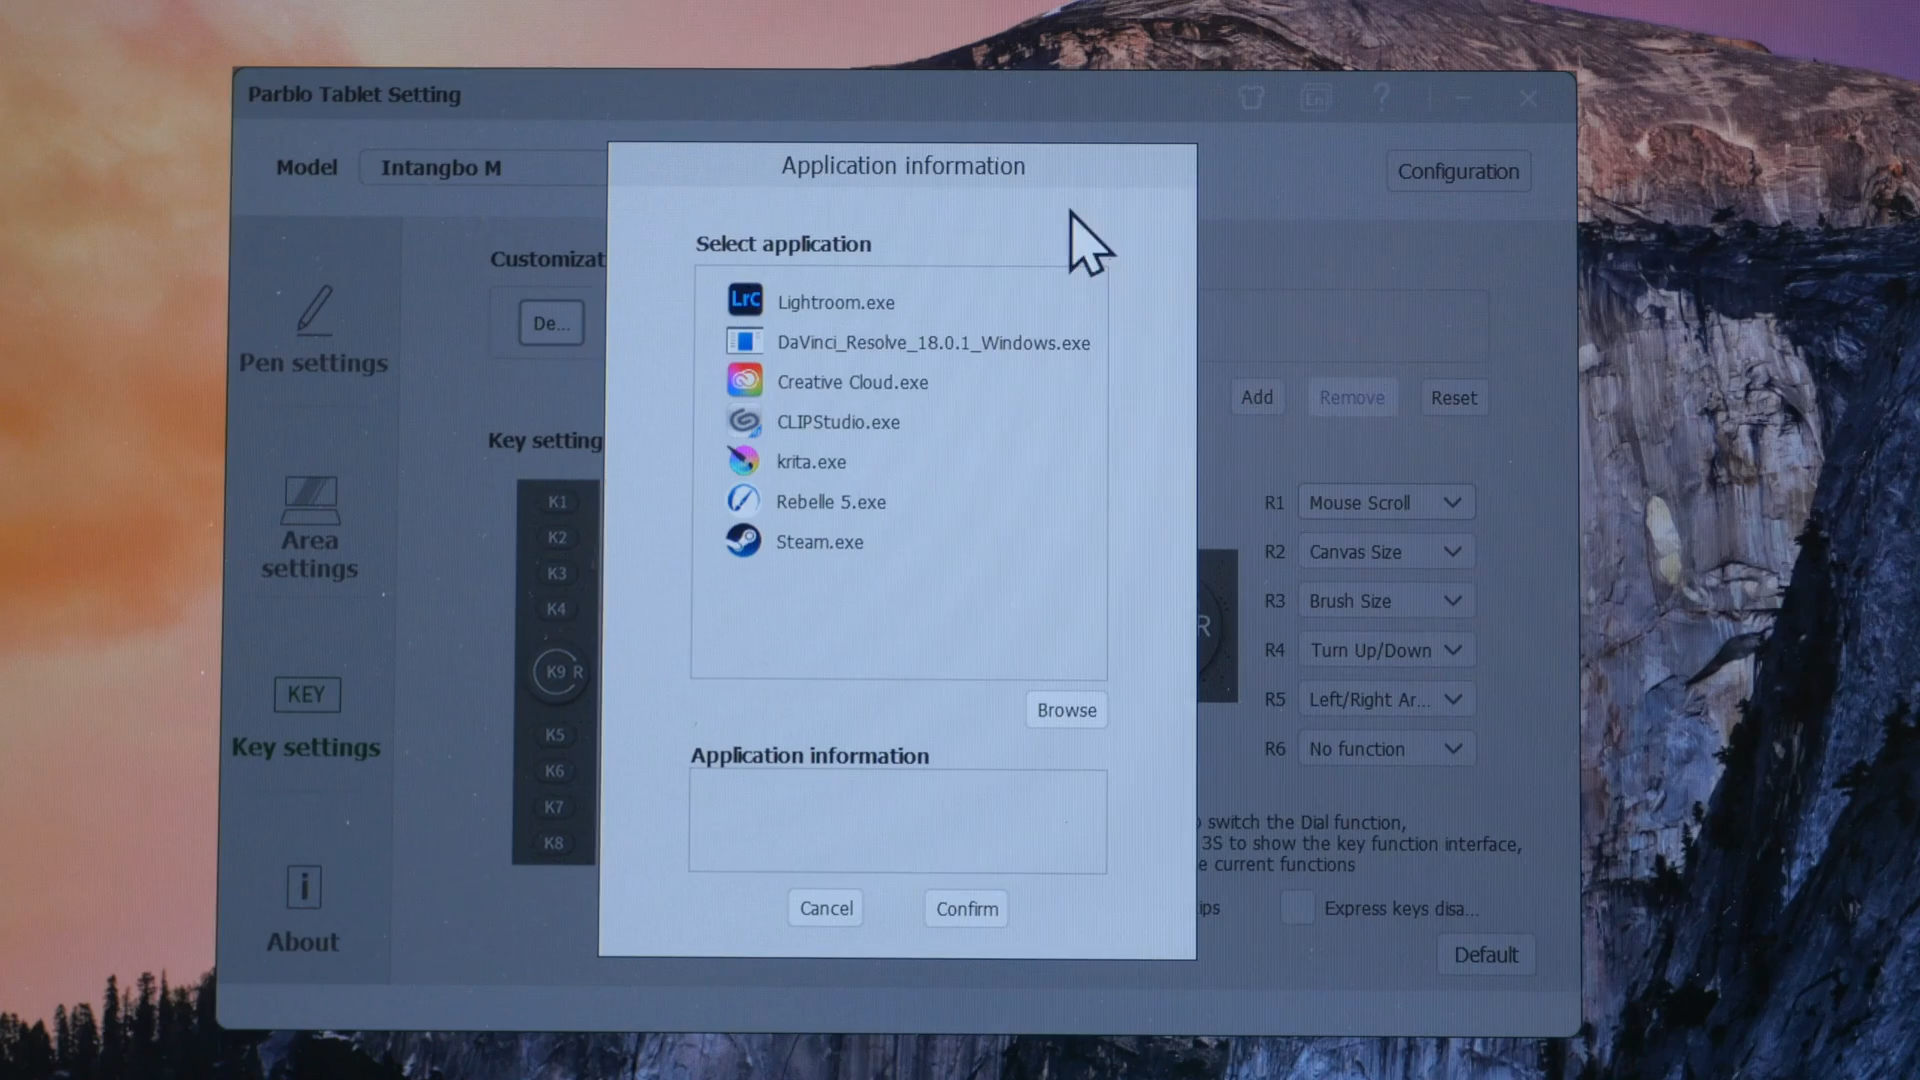 Parblo Tablet Setting
Ln
?
Model
Intangbo M
Configuration
Application information
Select application
LrC Lightroom.exe
DaVinci_Resolve_18.0.1_Windows.exe
Creative Cloud.exe
CLIPStudio.exe
krita.exe
Rebelle 5.exe
Steam.exe
Browse
Application information
Cancel
Confirm
Pen settings
Area
settings
KEY
Key settings
i
About
Customizat
De...
Add
Remove
Reset
Key setting
K1
K2
K3
K4
K9 R
K5
K6
K7
K8
R
R1 Mouse Scroll
R2 Canvas Size
R3 Brush Size
R4 Turn Up/Down
R5 Left/Right Ar...
R6 No function
switch the Dial function,
3S to show the key function interface,
e current functions
ips
Express keys disa...
Default